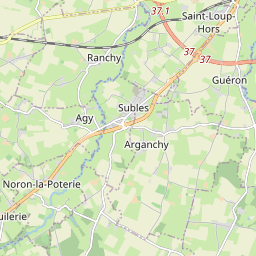 37.1
Saint-Loup-
Hors
Ranchy
37
37
Guéron
Subles
Agy
Arganchy
Noron-la-Poterie
uilerie